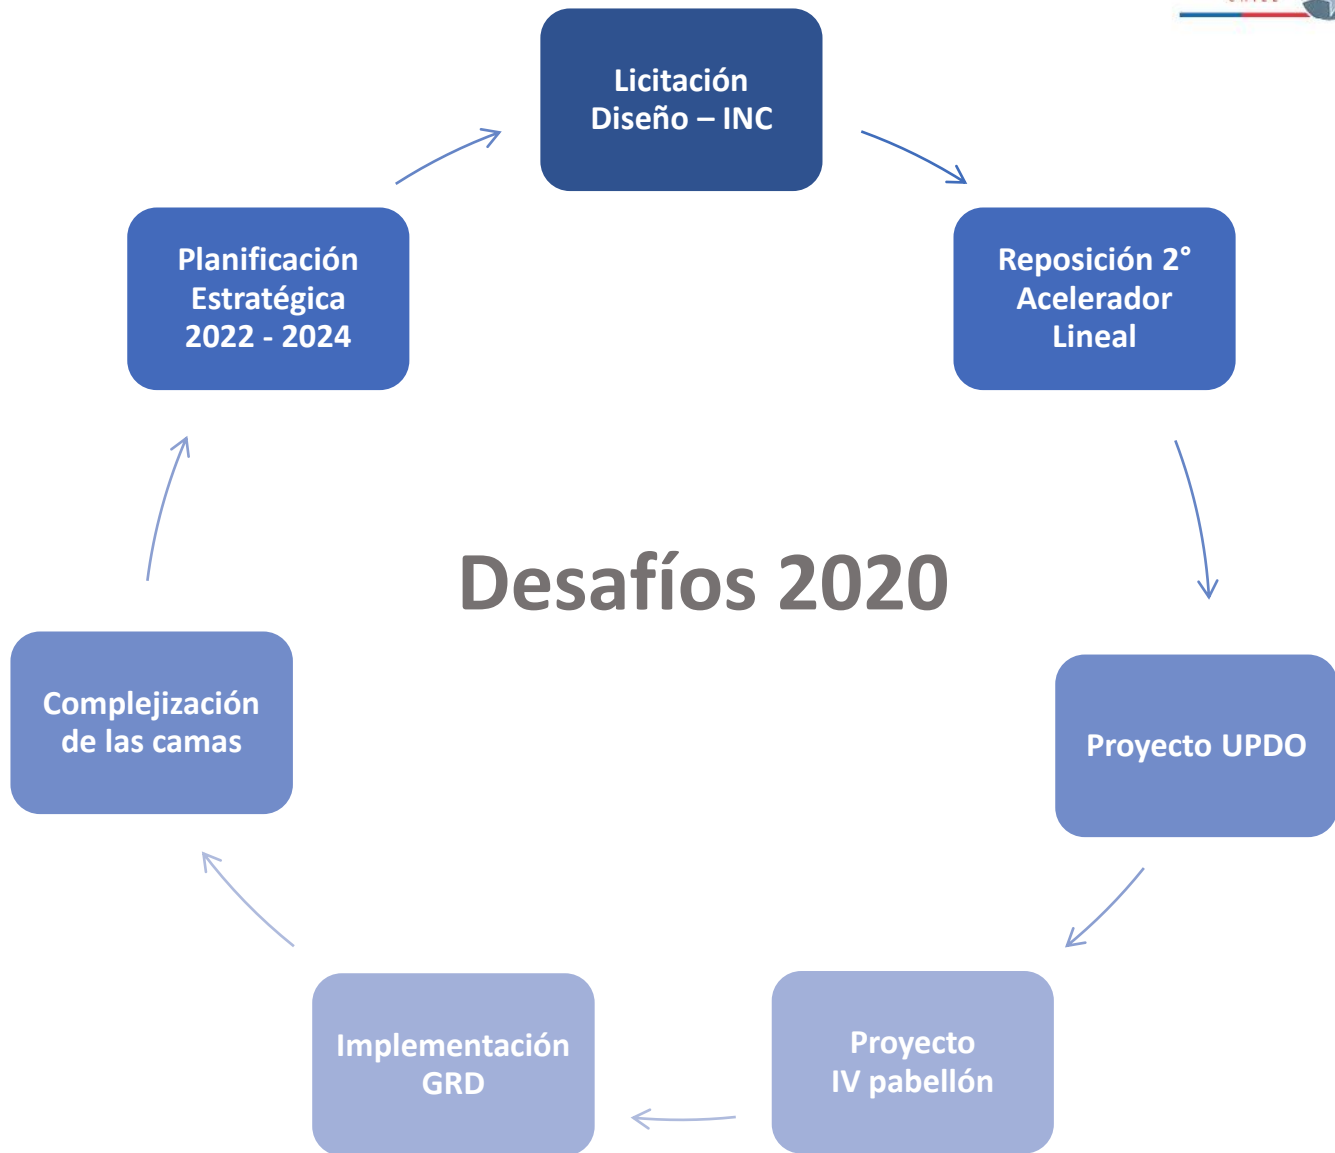 Licitación
Diseño – INC
Reposición 2°
Acelerador
Lineal
Proyecto UPDO
Proyecto
IV pabellón
Implementación
GRD
Complejización
de las camas
Planificación
Estratégica
2022 - 2024
Desafíos 2020